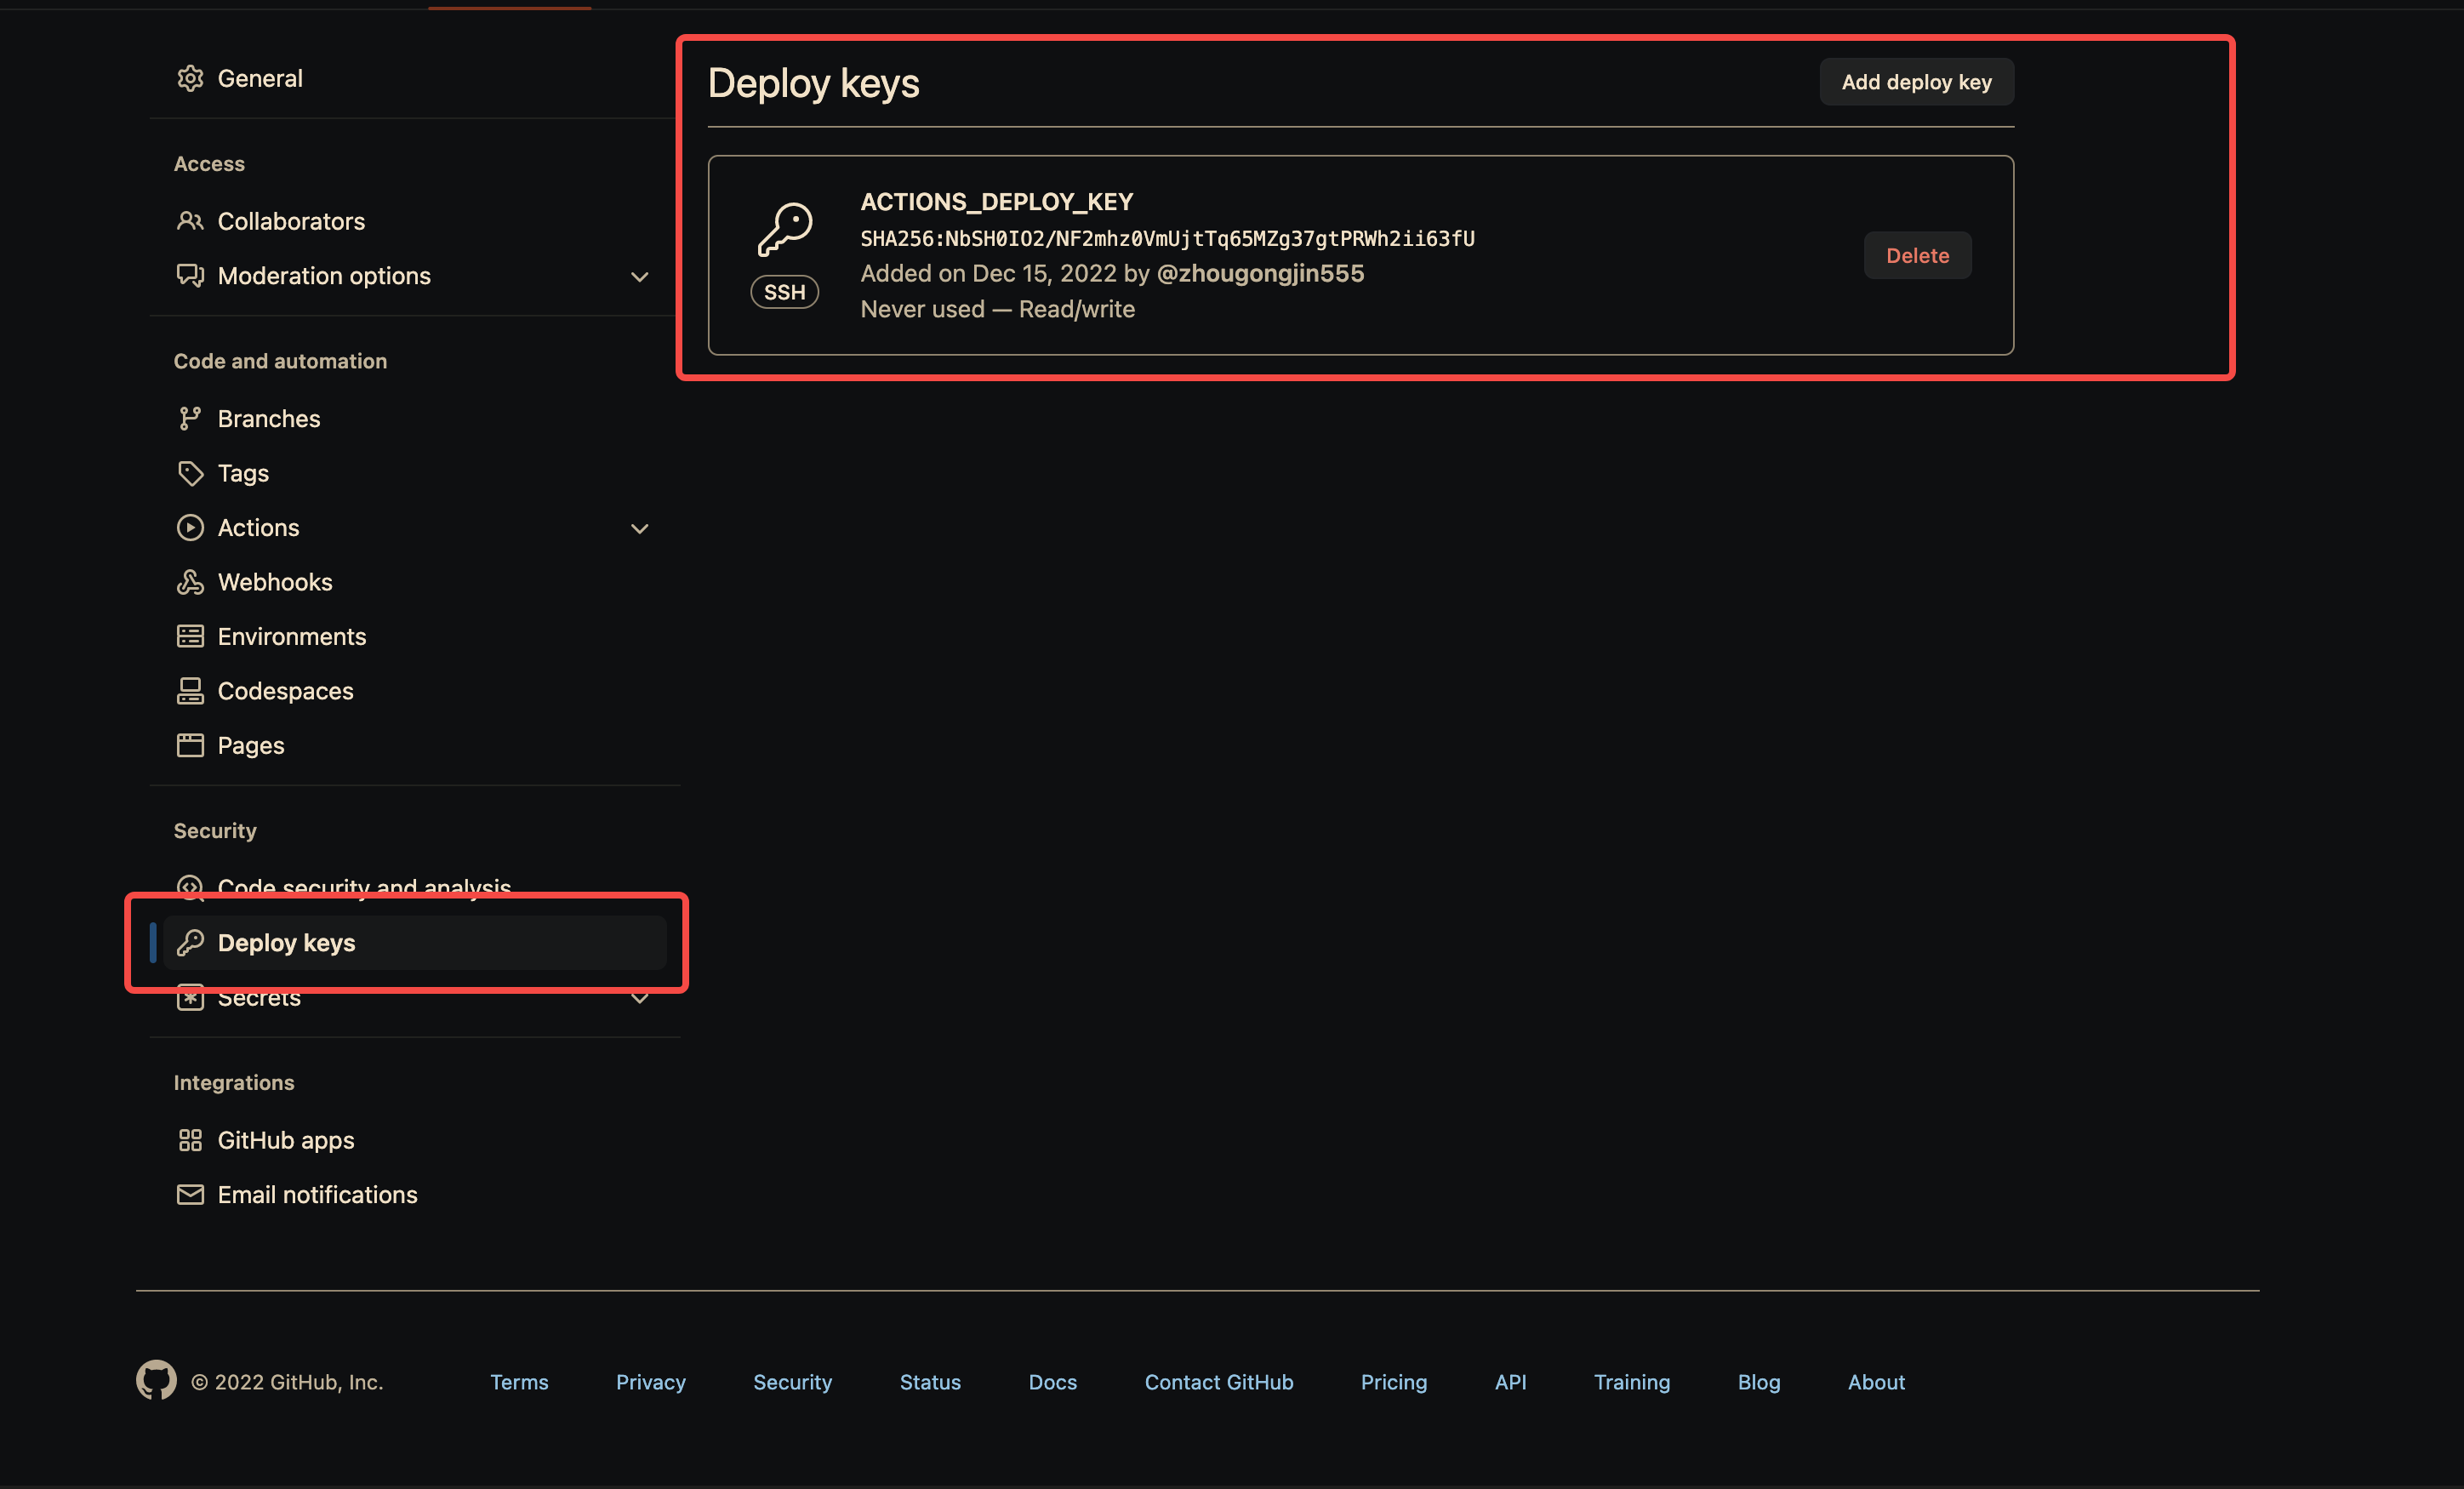 General
Access
Collaborators
Moderation options
Code and automation
Branches
Tags
Actions
Webhooks
Environments
Codespaces
Pages
Security
Code security and analysis
Deploy keys
Secrets
Integrations
GitHub apps
Email notifications
Deploy keys
Add deploy key
ACTIONS_DEPLOY_KEY
SHA256:NbSH0IO2/NF2mhz0VmUjtTq65MZg37gtPRWh2ii63fU
Added on Dec 15, 2022 by @zhougongjin555
Never used — Read/write
SSH
Delete
© 2022 GitHub, Inc. Terms Privacy Security Status Docs Contact GitHub Pricing API Training Blog About